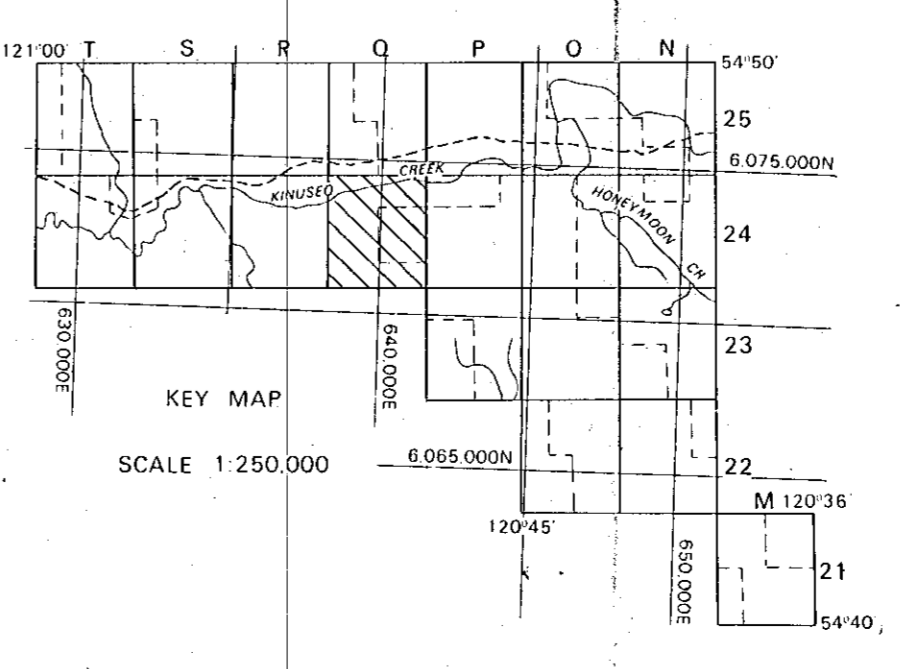 121°00' T S R Q P O N
54°50'
25
6.075.000N
CREEK
KINUSEO
HONEYMOON
24
CH
630.000E
640.000E
23
KEY MAP
SCALE 1:250.000
6.065.000N
22
M 120°36'
120°45'
650.000E
21
54°40'